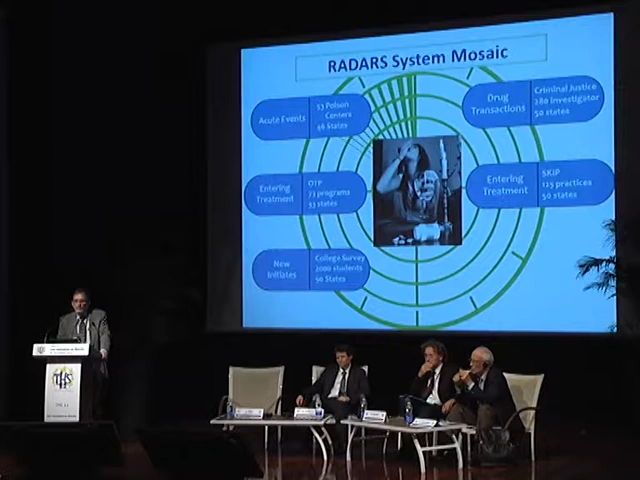 RADARS System Mosaic
Acute Events
53 Poison
Centers
46 States
Drug
Transactions
Criminal Justice
280 Investigator
50 states
Entering
Treatment
OTP
73 programs
33 states
Entering
Treatment
SKIP
125 practices
50 states
New
Initiates
College Survey
2000 students
50 States